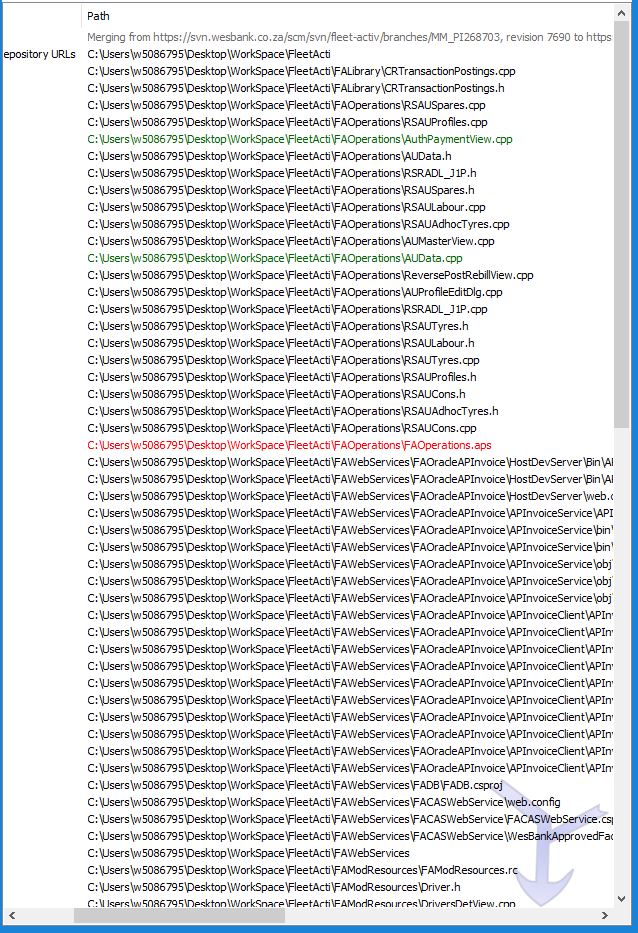 Path
Merging from https://svn.wesbank.co.za/scm/svn/fleet-activ/branches/MM_PI268703, revision 7690 to https
epository URLs C:\Users\w5086795\Desktop\WorkSpace\FleetActi
C:\Users\w5086795\Desktop\WorkSpace\FleetActi\FALibrary\CRTransactionPostings.cpp
C:\Users\w5086795\Desktop\WorkSpace\FleetActi\FALibrary\CRTransactionPostings.h
C:\Users\w5086795\Desktop\WorkSpace\FleetActi\FAOperations\RSAUSpares.cpp
C:\Users\w5086795\Desktop\WorkSpace\FleetActi\FAOperations\RSAUProfiles.cpp
C:\Users\w5086795\Desktop\WorkSpace\FleetActi\FAOperations\AuthPaymentView.cpp
C:\Users\w5086795\Desktop\WorkSpace\FleetActi\FAOperations\AUData.h
C:\Users\w5086795\Desktop\WorkSpace\FleetActi\FAOperations\RSRADL_J1P.h
C:\Users\w5086795\Desktop\WorkSpace\FleetActi\FAOperations\RSAUSpares.h
C:\Users\w5086795\Desktop\WorkSpace\FleetActi\FAOperations\RSAULabour.cpp
C:\Users\w5086795\Desktop\WorkSpace\FleetActi\FAOperations\RSAUAdhocTyres.cpp
C:\Users\w5086795\Desktop\WorkSpace\FleetActi\FAOperations\AUMasterView.cpp
C:\Users\w5086795\Desktop\WorkSpace\FleetActi\FAOperations\AUData.cpp
C:\Users\w5086795\Desktop\WorkSpace\FleetActi\FAOperations\ReversePostRebillView.cpp
C:\Users\w5086795\Desktop\WorkSpace\FleetActi\FAOperations\AUProfileEditDlg.cpp
C:\Users\w5086795\Desktop\WorkSpace\FleetActi\FAOperations\RSRADL_J1P.cpp
C:\Users\w5086795\Desktop\WorkSpace\FleetActi\FAOperations\RSAUTyres.h
C:\Users\w5086795\Desktop\WorkSpace\FleetActi\FAOperations\RSAULabour.h
C:\Users\w5086795\Desktop\WorkSpace\FleetActi\FAOperations\RSAUTyres.cpp
C:\Users\w5086795\Desktop\WorkSpace\FleetActi\FAOperations\RSAUProfiles.h
C:\Users\w5086795\Desktop\WorkSpace\FleetActi\FAOperations\RSAUCons.h
C:\Users\w5086795\Desktop\WorkSpace\FleetActi\FAOperations\RSAUAdhocTyres.h
C:\Users\w5086795\Desktop\WorkSpace\FleetActi\FAOperations\RSAUCons.cpp
C:\Users\w5086795\Desktop\WorkSpace\FleetActi\FAOperations\FAOperations.aps
C:\Users\w5086795\Desktop\WorkSpace\FleetActi\FAWebServices\FAOracleAPInvoice\HostDevServer\Bin\AP
C:\Users\w5086795\Desktop\WorkSpace\FleetActi\FAWebServices\FAOracleAPInvoice\HostDevServer\Bin\AP
C:\Users\w5086795\Desktop\WorkSpace\FleetActi\FAWebServices\FAOracleAPInvoice\HostDevServer\web.c
C:\Users\w5086795\Desktop\WorkSpace\FleetActi\FAWebServices\FAOracleAPInvoice\APInvoiceService\API
C:\Users\w5086795\Desktop\WorkSpace\FleetActi\FAWebServices\FAOracleAPInvoice\APInvoiceService\bin\
C:\Users\w5086795\Desktop\WorkSpace\FleetActi\FAWebServices\FAOracleAPInvoice\APInvoiceService\bin\
C:\Users\w5086795\Desktop\WorkSpace\FleetActi\FAWebServices\FAOracleAPInvoice\APInvoiceService\obj\
C:\Users\w5086795\Desktop\WorkSpace\FleetActi\FAWebServices\FAOracleAPInvoice\APInvoiceService\obj\
C:\Users\w5086795\Desktop\WorkSpace\FleetActi\FAWebServices\FAOracleAPInvoice\APInvoiceService\obj\
C:\Users\w5086795\Desktop\WorkSpace\FleetActi\FAWebServices\FAOracleAPInvoice\APInvoiceClient\APInv
C:\Users\w5086795\Desktop\WorkSpace\FleetActi\FAWebServices\FAOracleAPInvoice\APInvoiceClient\APInv
C:\Users\w5086795\Desktop\WorkSpace\FleetActi\FAWebServices\FAOracleAPInvoice\APInvoiceClient\APInv
C:\Users\w5086795\Desktop\WorkSpace\FleetActi\FAWebServices\FAOracleAPInvoice\APInvoiceClient\APInv
C:\Users\w5086795\Desktop\WorkSpace\FleetActi\FAWebServices\FAOracleAPInvoice\APInvoiceClient\APInv
C:\Users\w5086795\Desktop\WorkSpace\FleetActi\FAWebServices\FAOracleAPInvoice\APInvoiceClient\APInv
C:\Users\w5086795\Desktop\WorkSpace\FleetActi\FAWebServices\FAOracleAPInvoice\APInvoiceClient\APInv
C:\Users\w5086795\Desktop\WorkSpace\FleetActi\FAWebServices\FAOracleAPInvoice\APInvoiceClient\APInv
C:\Users\w5086795\Desktop\WorkSpace\FleetActi\FAWebServices\FAOracleAPInvoice\APInvoiceClient\APInv
C:\Users\w5086795\Desktop\WorkSpace\FleetActi\FAWebServices\FAOracleAPInvoice\APInvoiceClient\APInv
C:\Users\w5086795\Desktop\WorkSpace\FleetActi\FAWebServices\FADB\FADB.csproj
C:\Users\w5086795\Desktop\WorkSpace\FleetActi\FAWebServices\FACASWebService\web.config
C:\Users\w5086795\Desktop\WorkSpace\FleetActi\FAWebServices\FACASWebService\FACASWebService.csp
C:\Users\w5086795\Desktop\WorkSpace\FleetActi\FAWebServices\FACASWebService\WesBankApprovedFac
C:\Users\w5086795\Desktop\WorkSpace\FleetActi\FAWebServices
C:\Users\w5086795\Desktop\WorkSpace\FleetActi\FAModResources\FAModResources.rc
C:\Users\w5086795\Desktop\WorkSpace\FleetActi\FAModResources\Driver.h
C:\Users\w5086795\Desktop\WorkSpace\FleetActi\FAModResources\DriversDetView.cpp